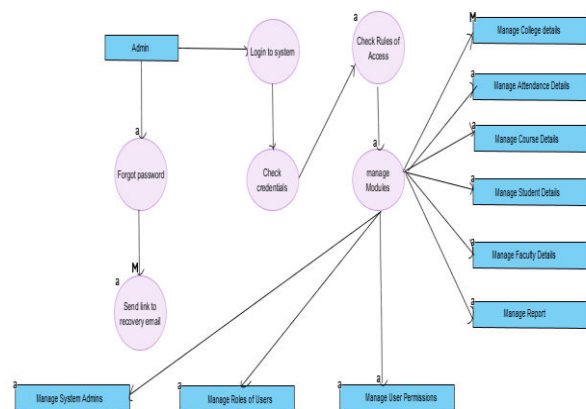 a
M
Manage College details
Admin
Login to system
Check Rules of
Access
a
Manage Attendance Details
a
a
a
Manage Course Details
Forgot password
Check
credentials
manage
Modules
a
Manage Student Details
a
Manage Faculty Details
M
a
Send link to
recovery email
a
Manage Report
a
Manage System Admins
a
Manage Roles of Users
a
a
Manage User Permissions